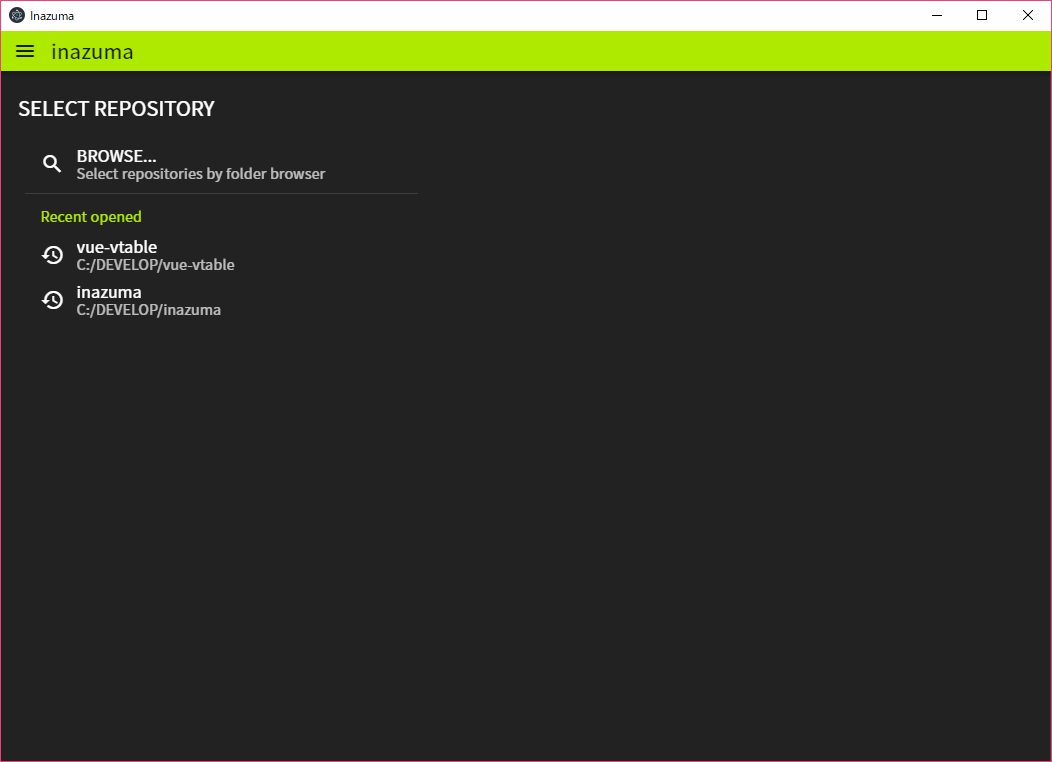 Inazuma
inazuma
SELECT REPOSITORY
BROWSE...
Select repositories by folder browser
Recent opened
vue-vtable
C:/DEVELOP/vue-vtable
inazuma
C:/DEVELOP/inazuma